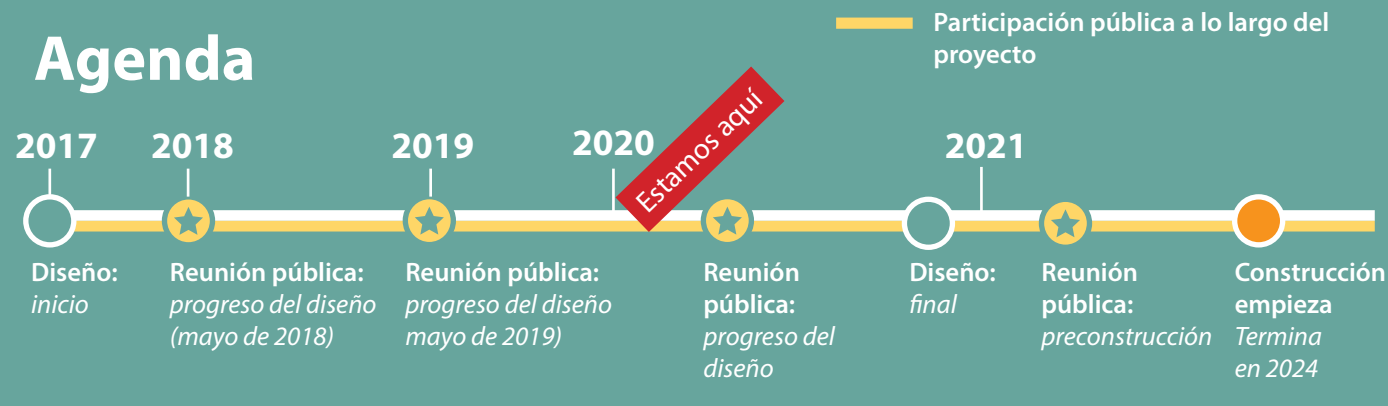 Agenda
Participación pública a lo largo del
proyecto
2017
2018
2019
2020
Estamos aquí
2021
Diseño:
inicio
Reunión pública:
progreso del diseño
(mayo de 2018)
Reunión pública:
progreso del diseño
mayo de 2019)
Reunión
pública:
progreso del
diseño
Diseño:
final
Reunión
pública:
preconstrucción
Construcción
empieza
Termina
en 2024